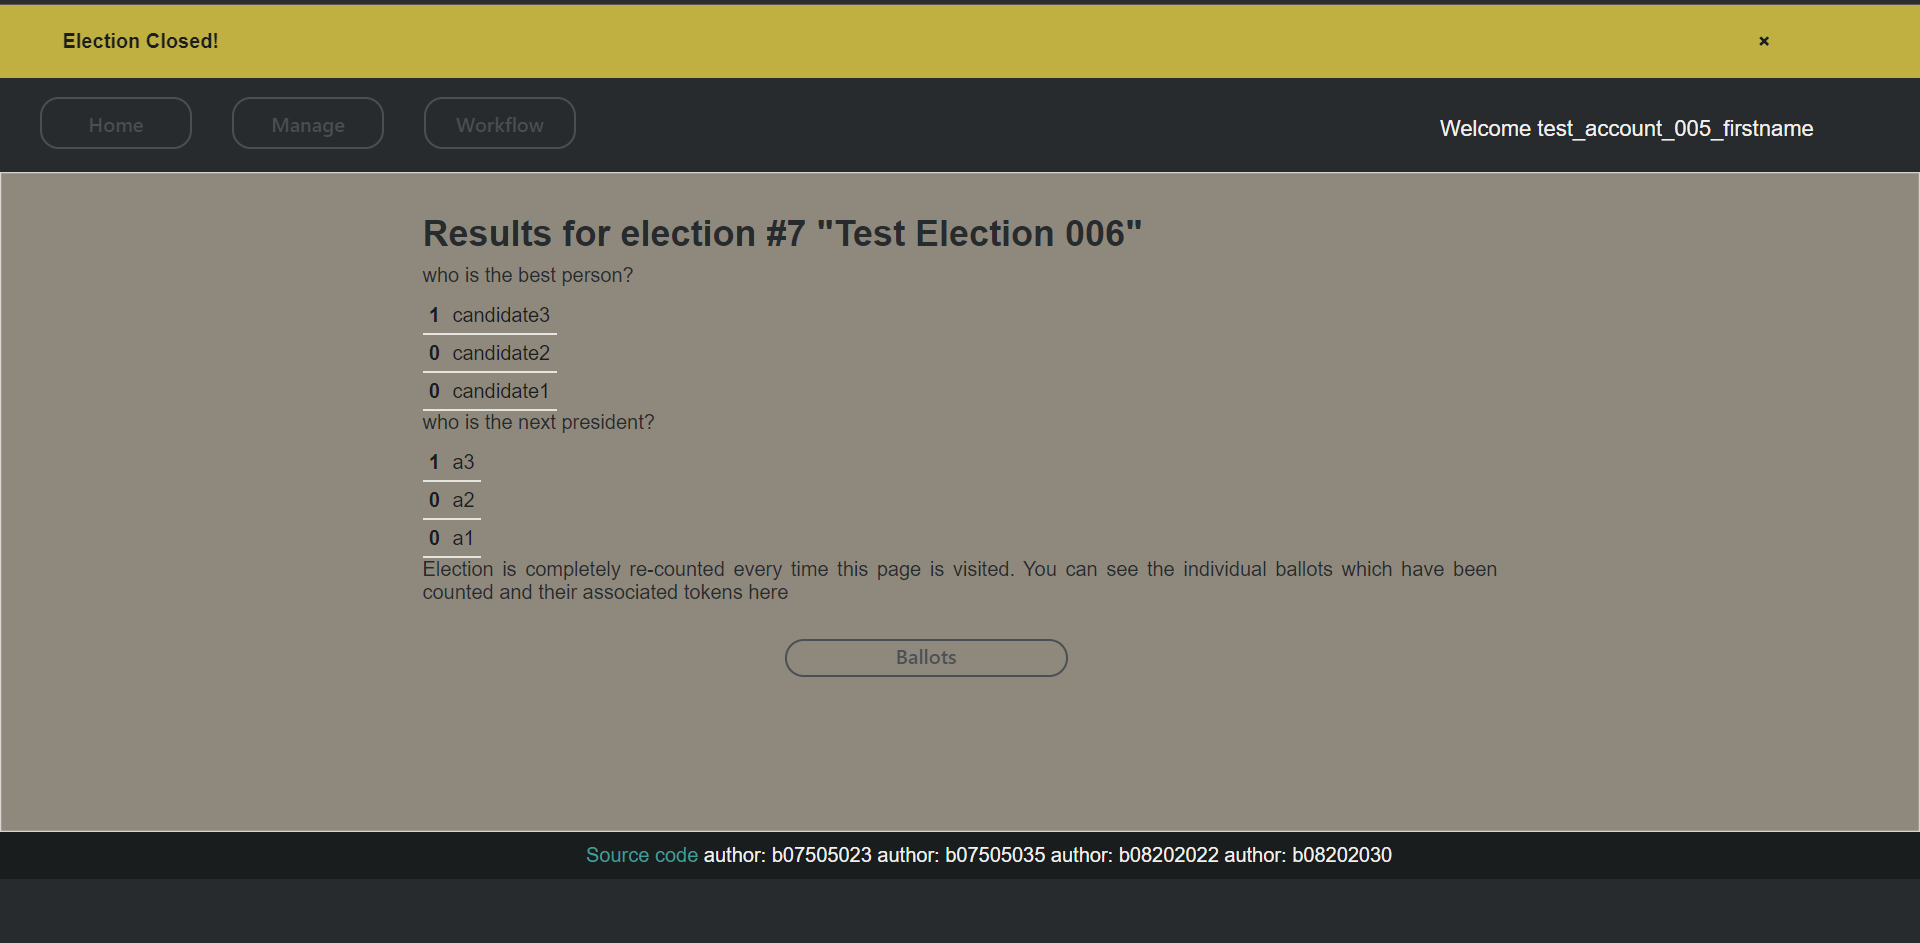 Election Closed! ×
Home Manage Workflow Welcome test_account_005_firstname
Results for election #7 "Test Election 006"
who is the best person?
1 candidate3
0 candidate2
0 candidate1
who is the next president?
1 a3
0 a2
0 a1
Election is completely re-counted every time this page is visited. You can see the individual ballots which have been
counted and their associated tokens here
Ballots
Source code author: b07505023 author: b07505035 author: b08202022 author: b08202030